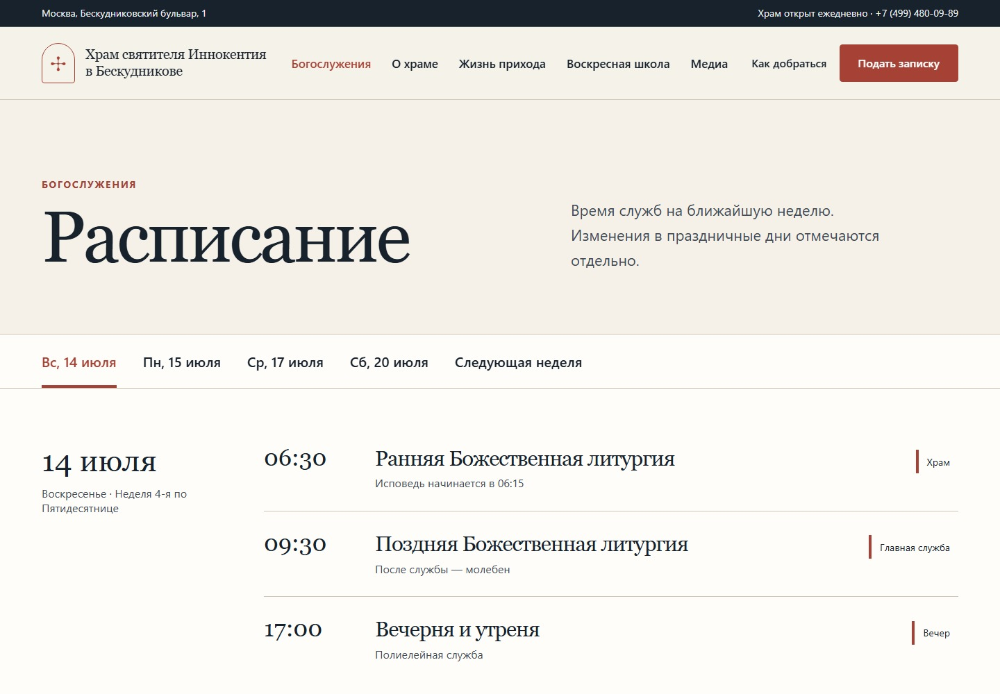 Москва, Бескудниковский бульвар, 1
Храм открыт ежедневно · +7 (499) 480-09-89
Храм святителя Иннокентия
в Бескудникове
Богослужения
О храме
Жизнь прихода
Воскресная школа
Медиа
Как добраться
Подать записку
БОГОСЛУЖЕНИЯ
Расписание
Время служб на ближайшую неделю.
Изменения в праздничные дни отмечаются
отдельно.
Вс, 14 июля
Пн, 15 июля
Ср, 17 июля
Сб, 20 июля
Следующая неделя
14 июля
Воскресенье · Неделя 4-я по
Пятидесятнице
06:30
Ранняя Божественная литургия
Исповедь начинается в 06:15
Храм
09:30
Поздняя Божественная литургия
После службы — молебен
Главная служба
17:00
Вечерня и утреня
Полиелейная служба
Вечер